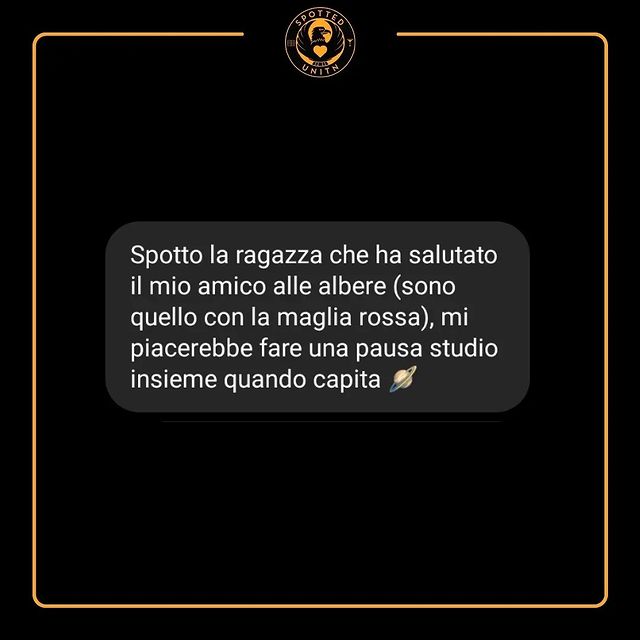 SPOTTED
UNITN
Spotto la ragazza che ha salutato
il mio amico alle albere (sono
quello con la maglia rossa), mi
piacerebbe fare una pausa studio
insieme quando capita 🪐